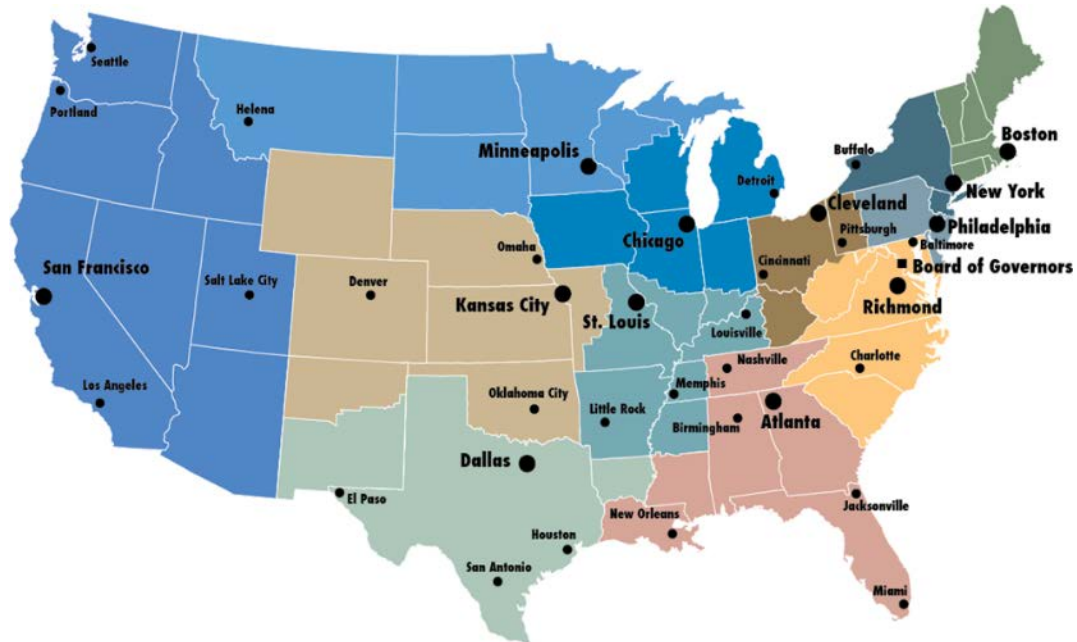 Seattle
Portland
Helena
Minneapolis
Buffalo
Boston
Detroit
New York
Cleveland
Chicago
Pittsburgh
Philadelphia
Baltimore
Omaha
Cincinnati
Board of Governors
San Francisco
Salt Lake City
Denver
Kansas City
St. Louis
Richmond
Louisville
Nashville
Charlotte
Los Angeles
Oklahoma City
Memphis
Little Rock
Birmingham
Atlanta
Dallas
El Paso
New Orleans
Jacksonville
Houston
San Antonio
Miami